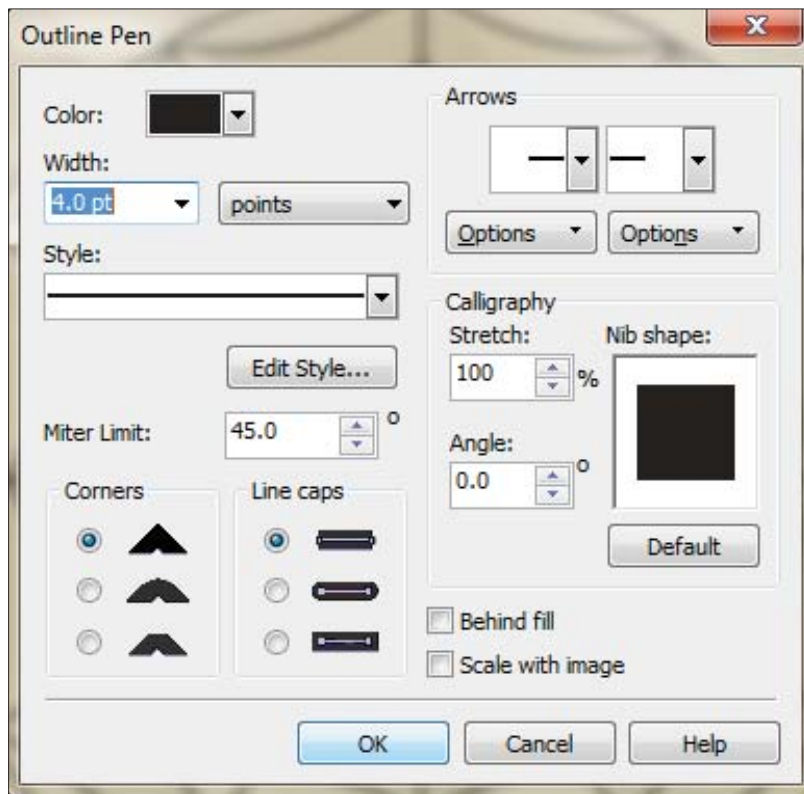 Outline Pen
Color:
Width:
4.0 pt
points
Style:
Edit Style...
Miter Limit:
45.0
o
Corners
Line caps
Arrows
Options
Options
Calligraphy
Stretch:
Nib shape:
100
%
Angle:
0.0
o
Default
Behind fill
Scale with image
OK
Cancel
Help